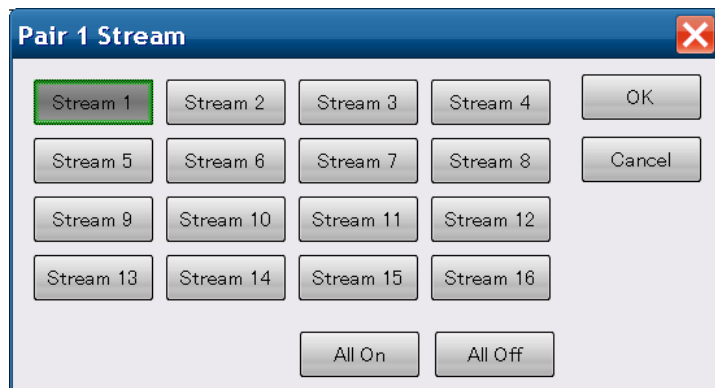 Pair 1 Stream
Stream 1 Stream 2 Stream 3 Stream 4 OK
Stream 5 Stream 6 Stream 7 Stream 8 Cancel
Stream 9 Stream 10 Stream 11 Stream 12
Stream 13 Stream 14 Stream 15 Stream 16
All On All Off